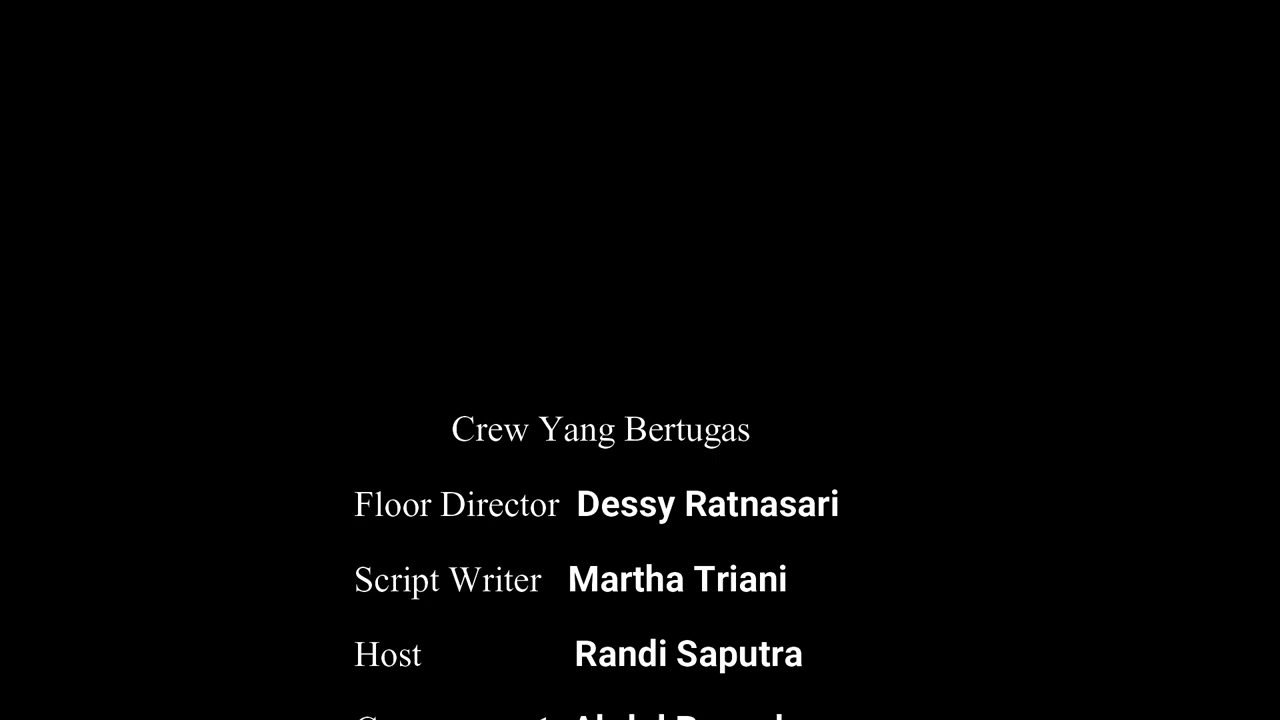 Crew Yang Bertugas
Floor Director Dessy Ratnasari
Script Writer Martha Triani
Host Randi Saputra